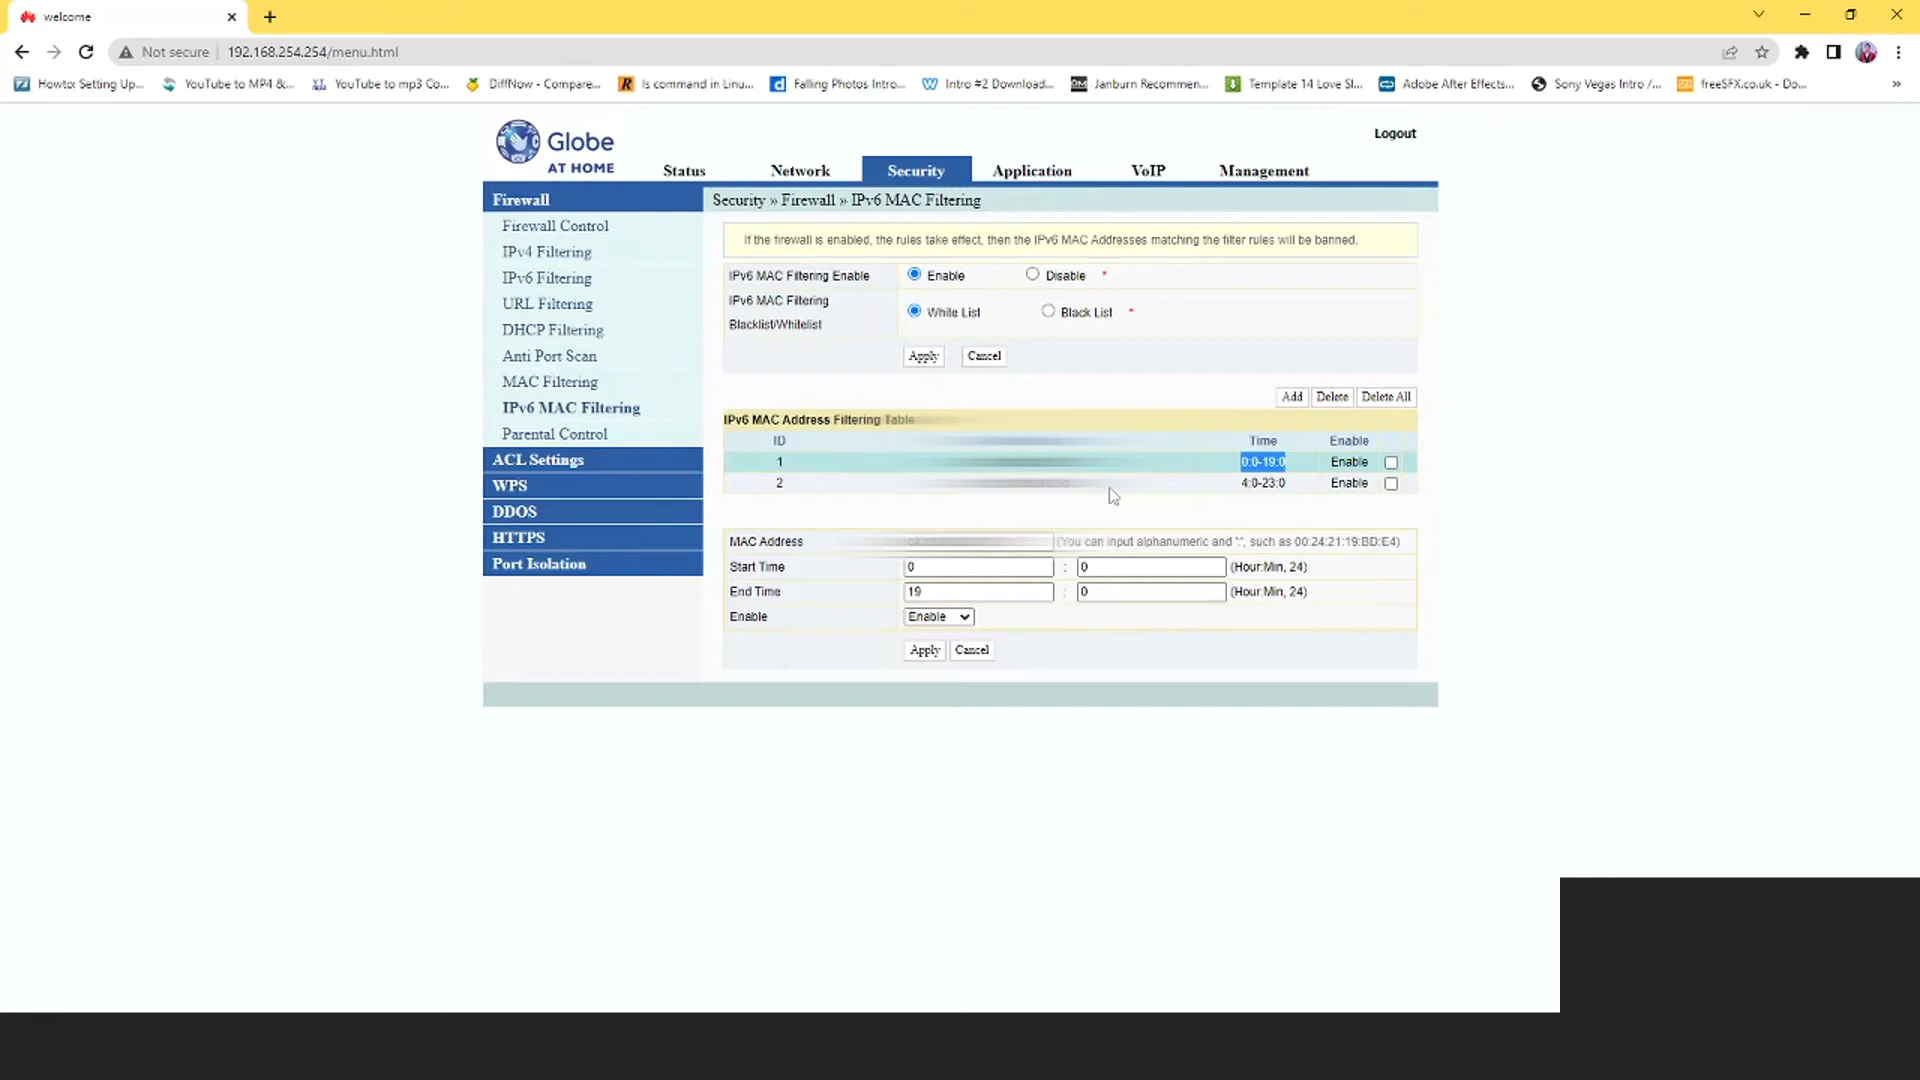 welcome
Not secure 192.168.254.254/menu.html
Howto: Setting Up... YouTube to MP4 &... YouTube to mp3 Co... DiffNow - Compare... ls command in Linu... Falling Photos Intro... Intro #2 Download... Janburn Recommen... Template 14 Love Sl... Adobe After Effects... Sony Vegas Intro /... freeSFX.co.uk - Do... »
Globe
AT HOME
Logout
Status Network Security Application VoIP Management
Firewall
Firewall Control
IPv4 Filtering
IPv6 Filtering
URL Filtering
DHCP Filtering
Anti Port Scan
MAC Filtering
IPv6 MAC Filtering
Parental Control
ACL Settings
WPS
DDOS
HTTPS
Port Isolation
Security » Firewall » IPv6 MAC Filtering
If the firewall is enabled, the rules take effect, then the IPv6 MAC Addresses matching the filter rules will be banned.
IPv6 MAC Filtering Enable Enable Disable *
IPv6 MAC Filtering
Blacklist/Whitelist White List Black List *
Apply Cancel
Add Delete Delete All
IPv6 MAC Address Filtering Table
ID Time Enable
1 0:0-19:0 Enable
2 4:0-23:0 Enable
MAC Address (You can input alphanumeric and ':', such as 00:24:21:19:BD:E4)
Start Time 0 : 0 (Hour:Min, 24)
End Time 19 : 0 (Hour:Min, 24)
Enable Enable
Apply Cancel